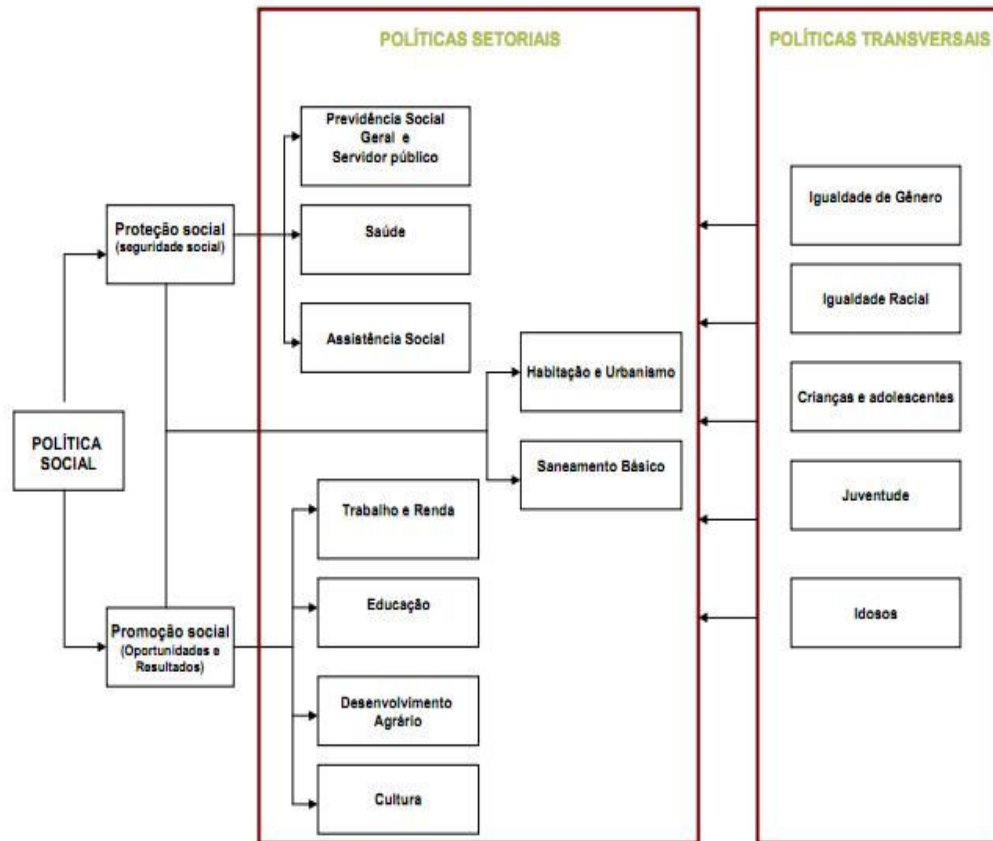 POLÍTICAS SETORIAIS
POLÍTICAS TRANSVERSAIS
POLÍTICA
SOCIAL
Proteção social
(seguridade social)
Promoção social
(Oportunidades e
Resultados)
Previdência Social
Geral e
Servidor público
Saúde
Assistência Social
Habitação e Urbanismo
Saneamento Básico
Trabalho e Renda
Educação
Desenvolvimento
Agrário
Cultura
Igualdade de Gênero
Igualdade Racial
Crianças e adolescentes
Juventude
Idosos